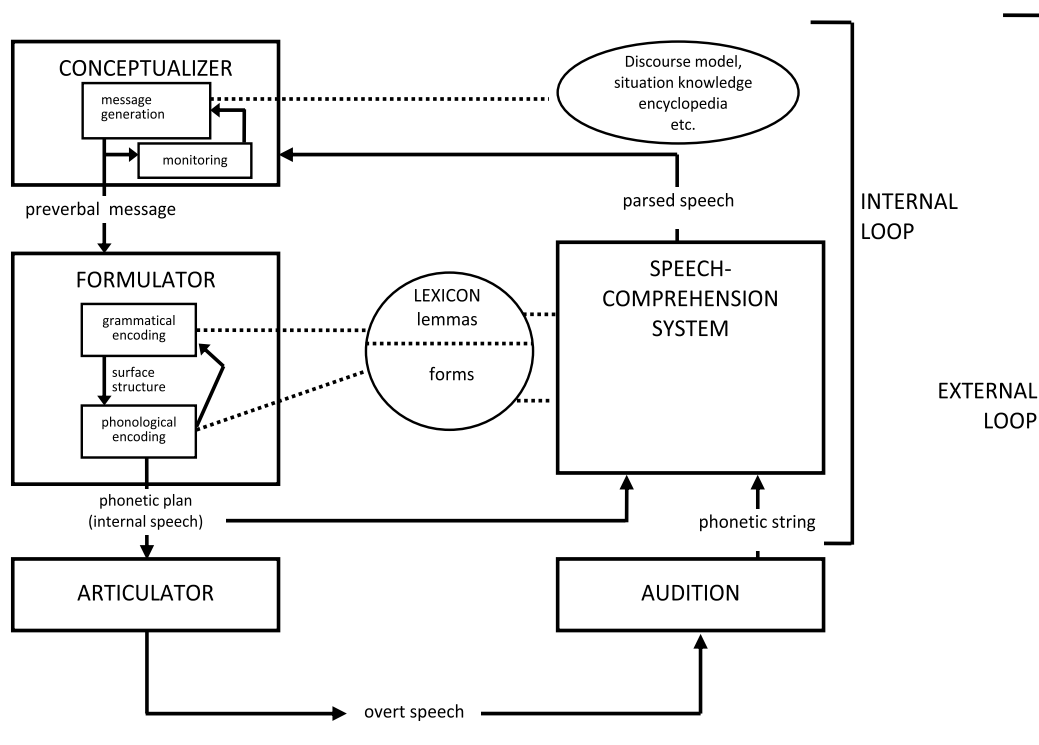 CONCEPTUALIZER
message
generation
monitoring
Discourse model,
situation knowledge
encyclopedia
etc.
preverbal message
parsed speech
INTERNAL
LOOP
FORMULATOR
grammatical
encoding
surface
structure
phonological
encoding
LEXICON
lemmas
forms
SPEECH-
COMPREHENSION
SYSTEM
EXTERNAL
LOOP
phonetic plan
(internal speech)
phonetic string
ARTICULATOR
AUDITION
overt speech